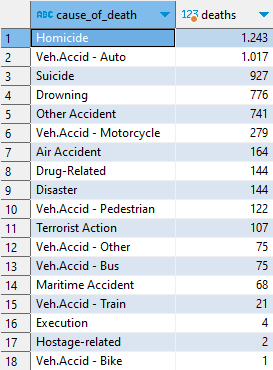 ABC cause_of_death 123 deaths
1 Homicide 1.243
2 Veh.Accid - Auto 1.017
3 Suicide 927
4 Drowning 776
5 Other Accident 741
6 Veh.Accid - Motorcycle 279
7 Air Accident 164
8 Drug-Related 144
9 Disaster 144
10 Veh.Accid - Pedestrian 122
11 Terrorist Action 107
12 Veh.Accid - Other 75
13 Veh.Accid - Bus 75
14 Maritime Accident 68
15 Veh.Accid - Train 21
16 Execution 4
17 Hostage-related 2
18 Veh.Accid - Bike 1